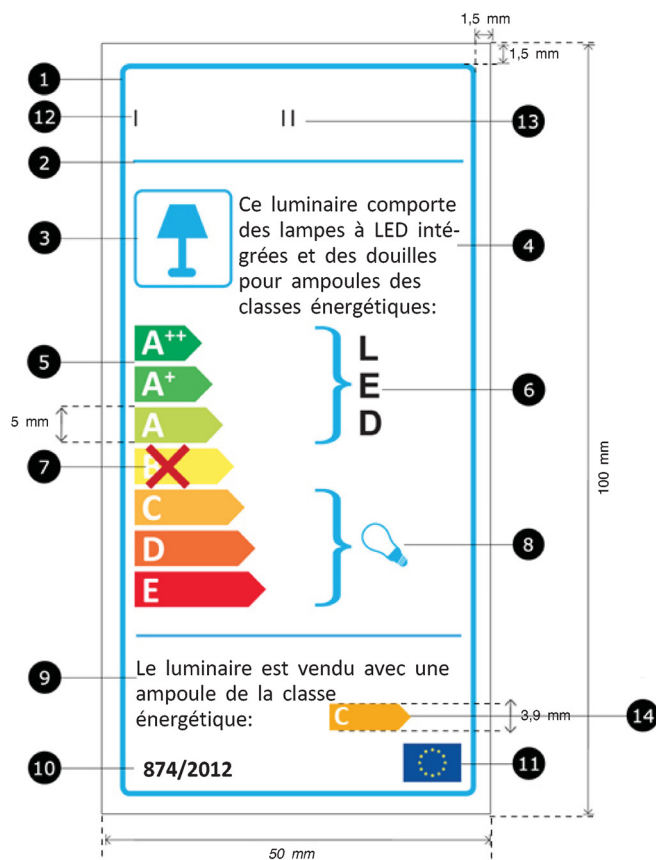 1,5 mm
1
1,5 mm
12
I
II
13
2
3
Ce luminaire comporte
des lampes à LED inté-
grées et des douilles
pour ampoules des
classes énergétiques:
4
A++
5
L
E
D
6
A+
5 mm
A
7
100 mm
C
D
8
E
9
Le luminaire est vendu avec une
ampoule de la classe
énergétique:
C
3,9 mm
14
10
874/2012
11
50 mm